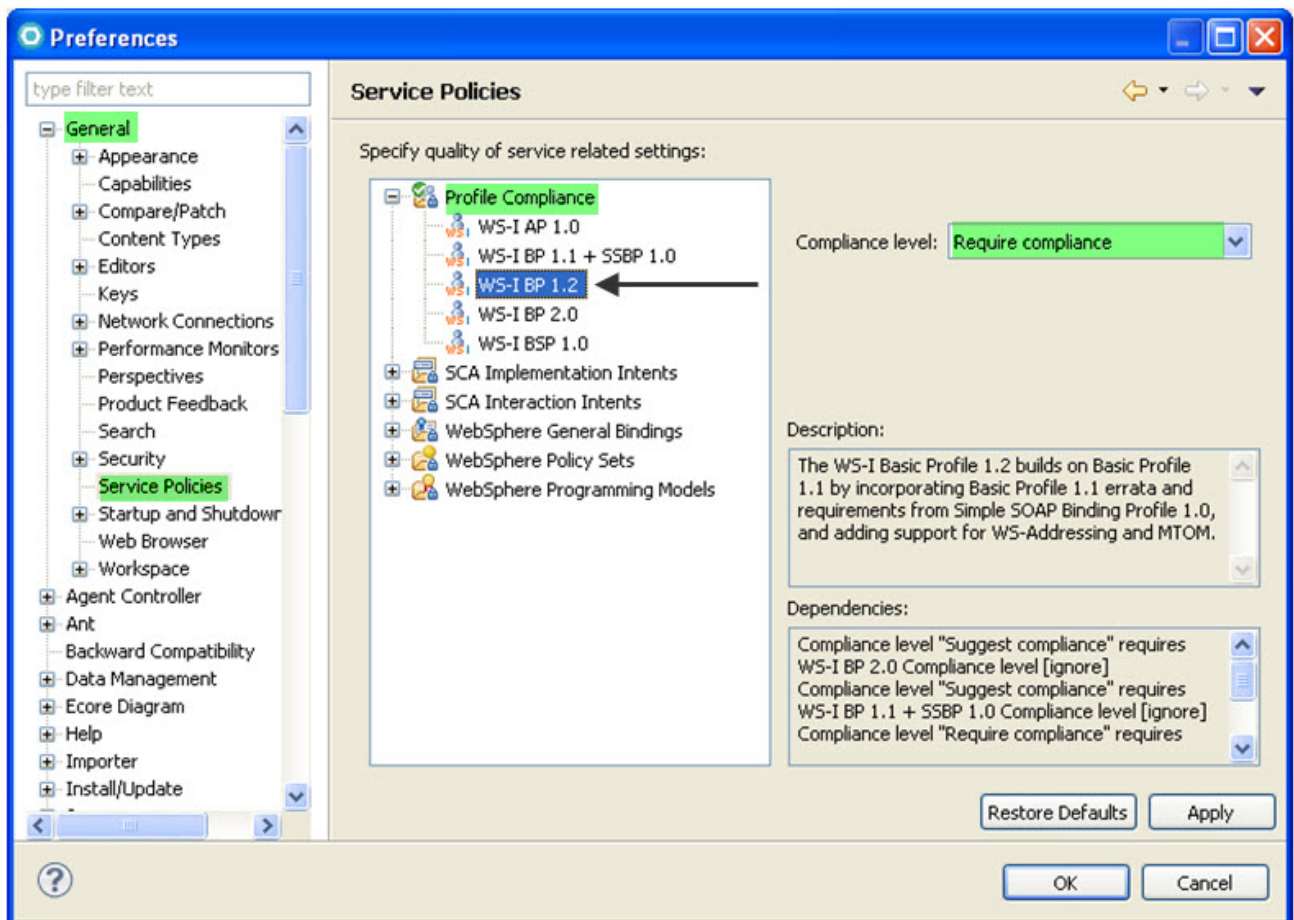 Preferences
type filter text
General
Appearance
Capabilities
Compare/Patch
Content Types
Editors
Keys
Network Connections
Performance Monitors
Perspectives
Product Feedback
Search
Security
Service Policies
Startup and Shutdown
Web Browser
Workspace
Agent Controller
Ant
Backward Compatibility
Data Management
Ecore Diagram
Help
Importer
Install/Update
Service Policies
Specify quality of service related settings:
Profile Compliance
WS-I AP 1.0
WS-I BP 1.1 + SSBP 1.0
WS-I BP 1.2
WS-I BP 2.0
WS-I BSP 1.0
SCA Implementation Intents
SCA Interaction Intents
WebSphere General Bindings
WebSphere Policy Sets
WebSphere Programming Models
Compliance level: Require compliance
Description:
The WS-I Basic Profile 1.2 builds on Basic Profile
1.1 by incorporating Basic Profile 1.1 errata and
requirements from Simple SOAP Binding Profile 1.0,
and adding support for WS-Addressing and MTOM.
Dependencies:
Compliance level "Suggest compliance" requires
WS-I BP 2.0 Compliance level [ignore]
Compliance level "Suggest compliance" requires
WS-I BP 1.1 + SSBP 1.0 Compliance level [ignore]
Compliance level "Require compliance" requires
Restore Defaults
Apply
?
OK
Cancel